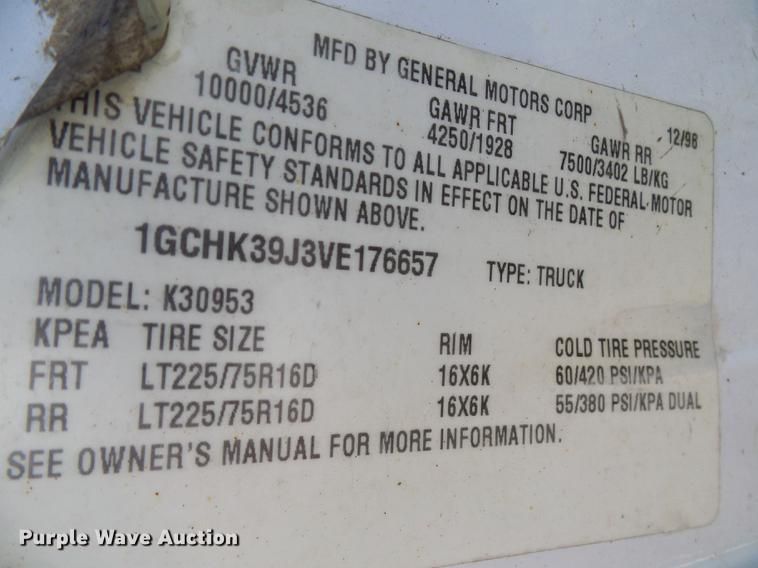 MFD BY GENERAL MOTORS CORP
12/96
GVWR GAWR FRT GAWR RR
10000/4536 4250/1928 7500/3402 LB/KG
THIS VEHICLE CONFORMS TO ALL APPLICABLE U.S. FEDERAL MOTOR
VEHICLE SAFETY STANDARDS IN EFFECT ON THE DATE OF
MANUFACTURE SHOWN ABOVE.
1GCHK39J3VE176657 TYPE: TRUCK
MODEL: K30953
KPEA TIRE SIZE RIM COLD TIRE PRESSURE
FRT LT225/75R16D 16X6K 60/420 PSI/KPA
RR LT225/75R16D 16X6K 55/380 PSI/KPA DUAL
SEE OWNER'S MANUAL FOR MORE INFORMATION.
Purple Wave Auction